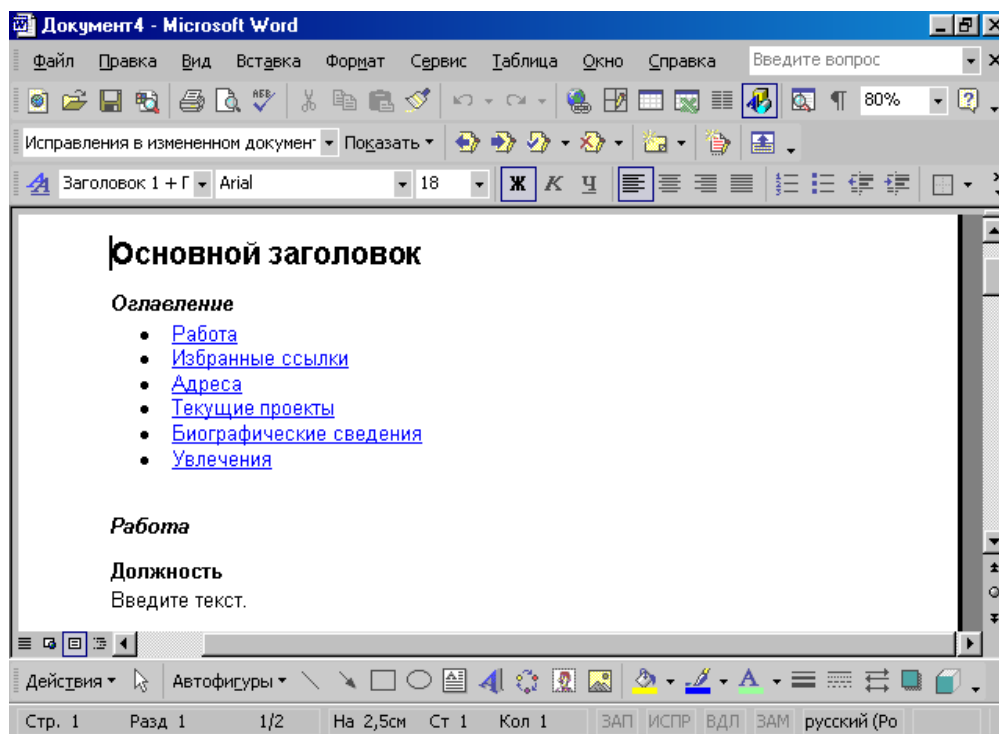 Документ4 - Microsoft Word
Файл Правка Вид Вставка Формат Сервис Таблица Окно Справка Введите вопрос
80%
Исправления в измененном документ Показать
Заголовок 1 + Г Arial 18 Ж К Ч
Основной заголовок
Оглавление
Работа
Избранные ссылки
Адреса
Текущие проекты
Биографические сведения
Увлечения
Работа
Должность
Введите текст.
Действия Автофигуры
Стр. 1 Разд 1 1/2 На 2,5см Ст 1 Кол 1 ЗАП ИСПР ВДЛ ЗАМ русский (Ро